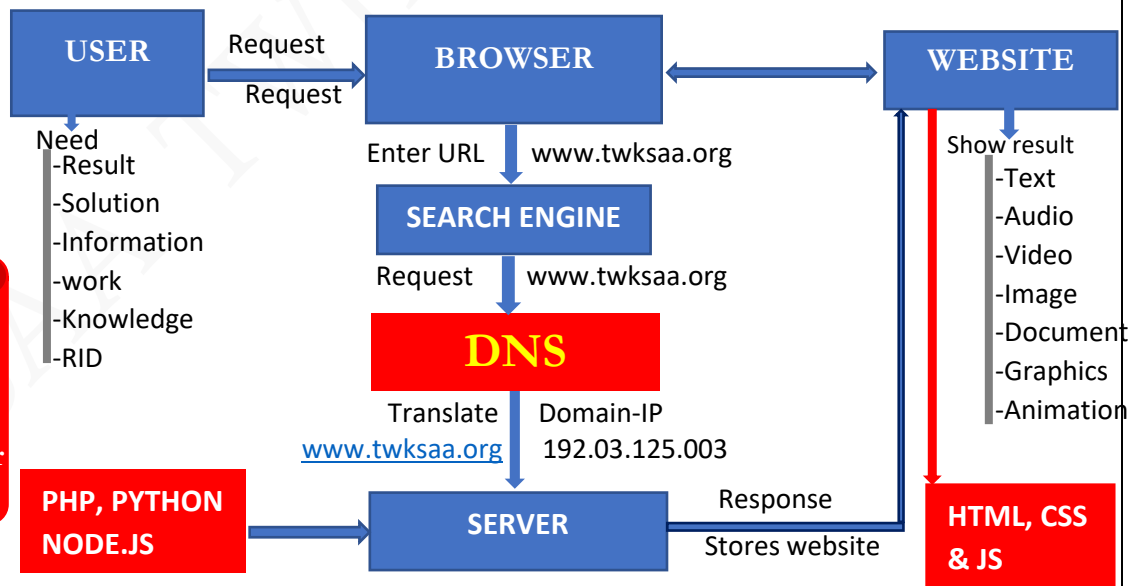 USER
Request
Request
BROWSER
WEBSITE
Need
-Result
-Solution
-Information
-work
-Knowledge
-RID
Enter URL www.twksaa.org
SEARCH ENGINE
Request www.twksaa.org
DNS
Translate Domain-IP
www.twksaa.org 192.03.125.003
SERVER
PHP, PYTHON
NODE.JS
Response
Stores website
Show result
-Text
-Audio
-Video
-Image
-Document
-Graphics
-Animation
HTML, CSS
& JS